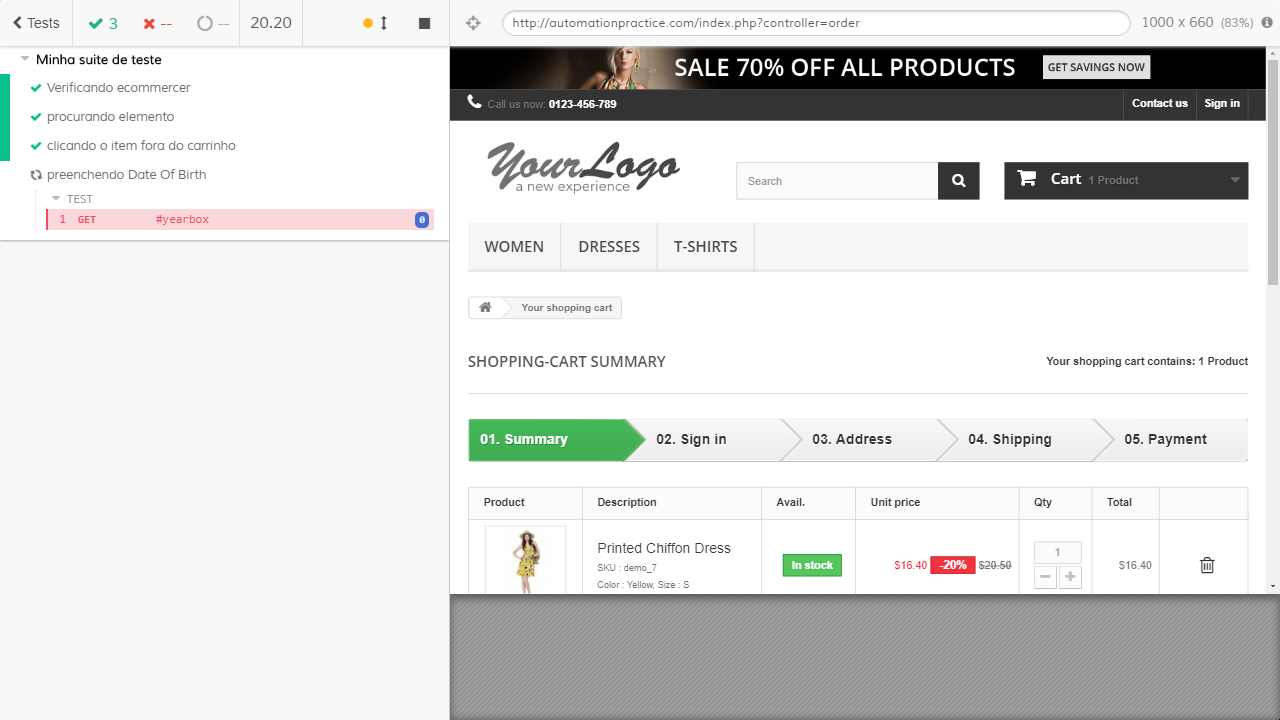 Tests
3
--
--
20.20
http://automationpractice.com/index.php?controller=order
1000 x 660 (83%)
Minha suite de teste
Verificando ecommercer
procurando elemento
clicando o item fora do carrinho
preenchendo Date Of Birth
TEST
1 GET #yearbox 0
SALE 70% OFF ALL PRODUCTS
GET SAVINGS NOW
Call us now: 0123-456-789
Contact us
Sign in
YourLogo
a new experience
Search
Cart 1 Product
WOMEN
DRESSES
T-SHIRTS
Your shopping cart
SHOPPING-CART SUMMARY
Your shopping cart contains: 1 Product
01. Summary
02. Sign in
03. Address
04. Shipping
05. Payment
Product Description Avail. Unit price Qty Total
Printed Chiffon Dress
SKU : demo_7
Color : Yellow, Size : S
In stock
$16.40 -20% $20.50
1
$16.40